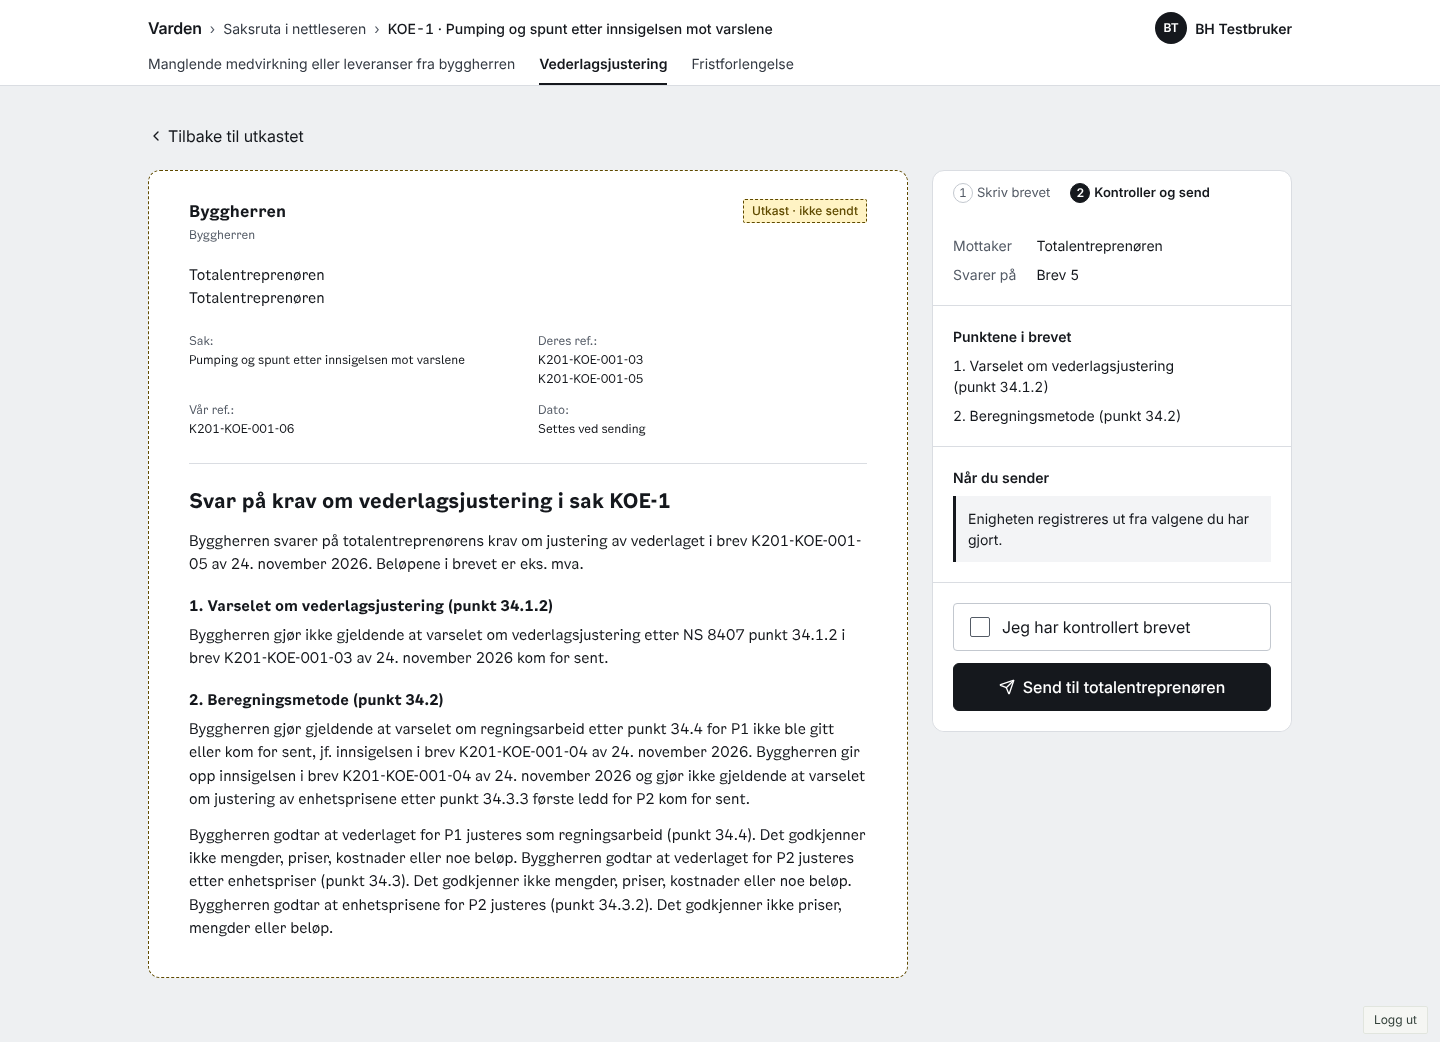 Varden › Saksruta i nettleseren › KOE-1 · Pumping og spunt etter innsigelsen mot varslene
BT BH Testbruker
Manglende medvirkning eller leveranser fra byggherren Vederlagsjustering Fristforlengelse
Tilbake til utkastet
Byggherren
Utkast · ikke sendt
Byggherren
Totalentreprenøren
Totalentreprenøren
Sak:
Pumping og spunt etter innsigelsen mot varslene
Deres ref.:
K201-KOE-001-03
K201-KOE-001-05
Vår ref.:
K201-KOE-001-06
Dato:
Settes ved sending
Svar på krav om vederlagsjustering i sak KOE-1
Byggherren svarer på totalentreprenørens krav om justering av vederlaget i brev K201-KOE-001-
05 av 24. november 2026. Beløpene i brevet er eks. mva.
1. Varselet om vederlagsjustering (punkt 34.1.2)
Byggherren gjør ikke gjeldende at varselet om vederlagsjustering etter NS 8407 punkt 34.1.2 i
brev K201-KOE-001-03 av 24. november 2026 kom for sent.
2. Beregningsmetode (punkt 34.2)
Byggherren gjør gjeldende at varselet om regningsarbeid etter punkt 34.4 for P1 ikke ble gitt
eller kom for sent, jf. innsigelsen i brev K201-KOE-001-04 av 24. november 2026. Byggherren gir
opp innsigelsen i brev K201-KOE-001-04 av 24. november 2026 og gjør ikke gjeldende at varselet
om justering av enhetsprisene etter punkt 34.3.3 første ledd for P2 kom for sent.
Byggherren godtar at vederlaget for P1 justeres som regningsarbeid (punkt 34.4). Det godkjenner
ikke mengder, priser, kostnader eller noe beløp. Byggherren godtar at vederlaget for P2 justeres
etter enhetspriser (punkt 34.3). Det godkjenner ikke mengder, priser, kostnader eller noe beløp.
Byggherren godtar at enhetsprisene for P2 justeres (punkt 34.3.2). Det godkjenner ikke priser,
mengder eller beløp.
1 Skriv brevet 2 Kontroller og send
Mottaker Totalentreprenøren
Svarer på Brev 5
Punktene i brevet
1. Varselet om vederlagsjustering
(punkt 34.1.2)
2. Beregningsmetode (punkt 34.2)
Når du sender
Enigheten registreres ut fra valgene du har
gjort.
Jeg har kontrollert brevet
Send til totalentreprenøren
Logg ut